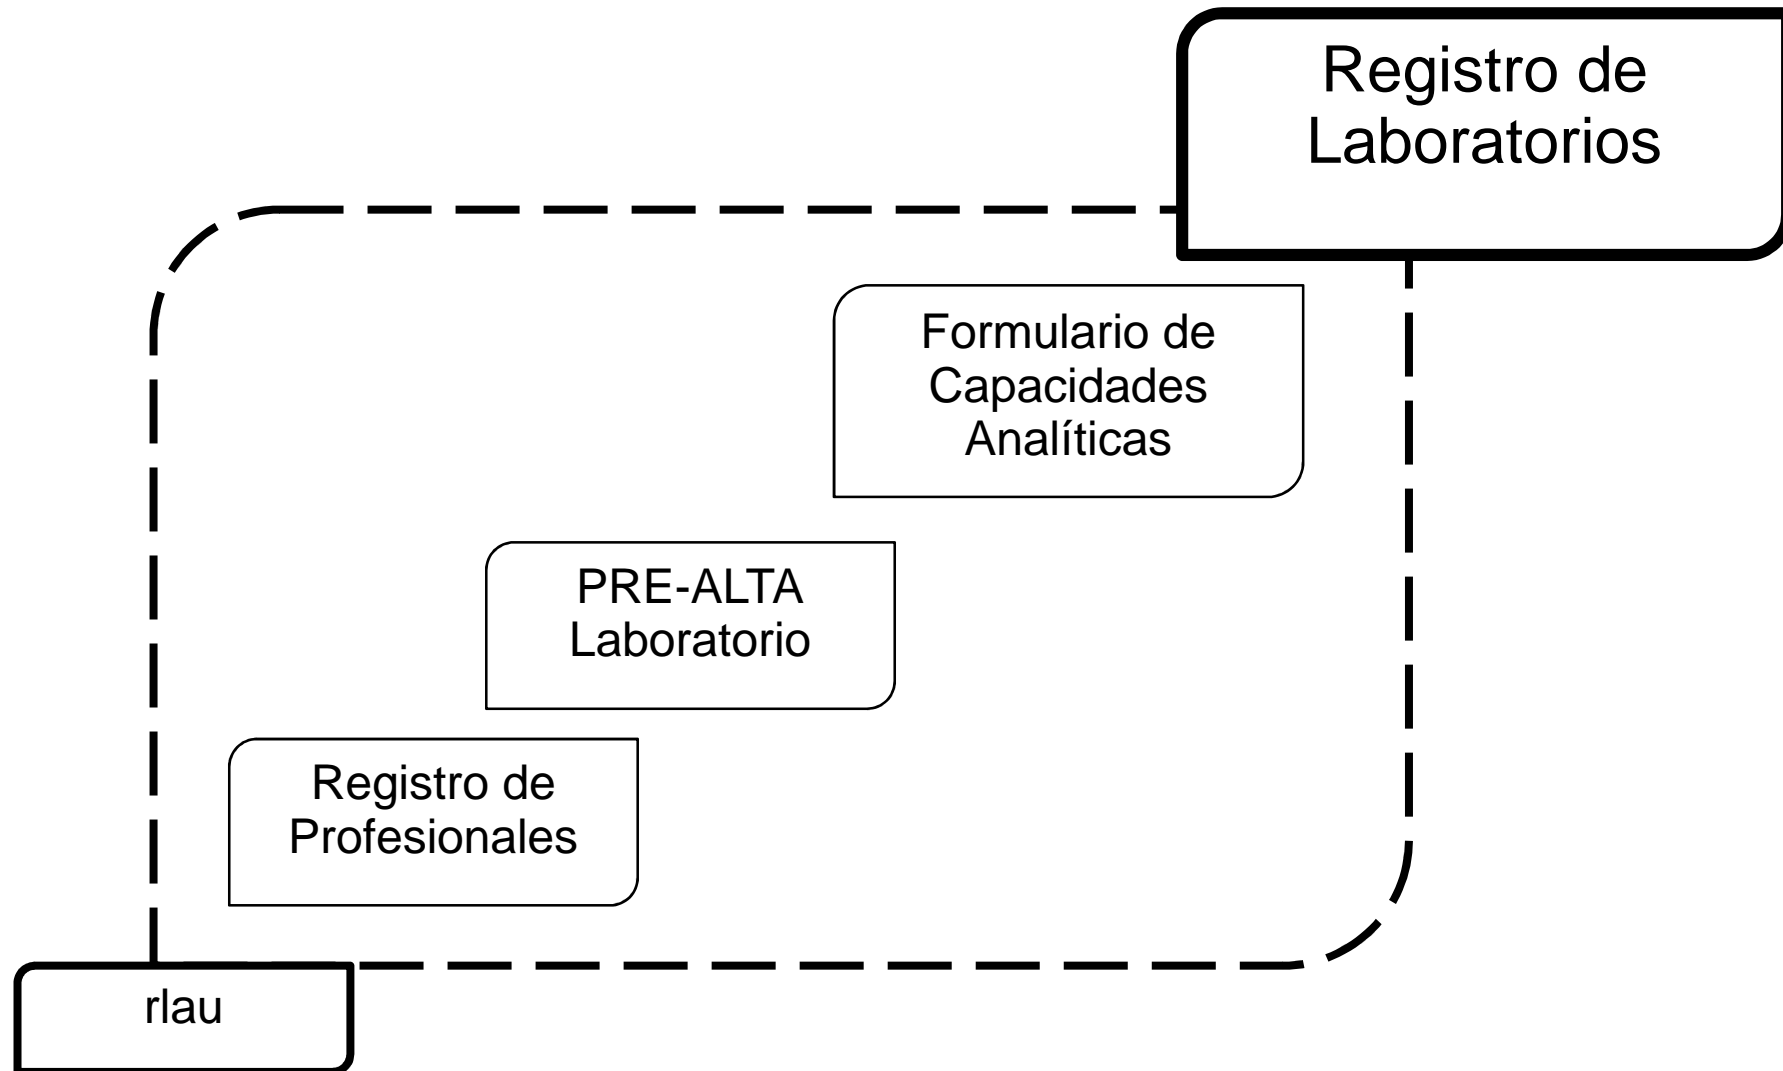 Registro de
Laboratorios
Formulario de
Capacidades
Analíticas
PRE-ALTA
Laboratorio
Registro de
Profesionales
rlau